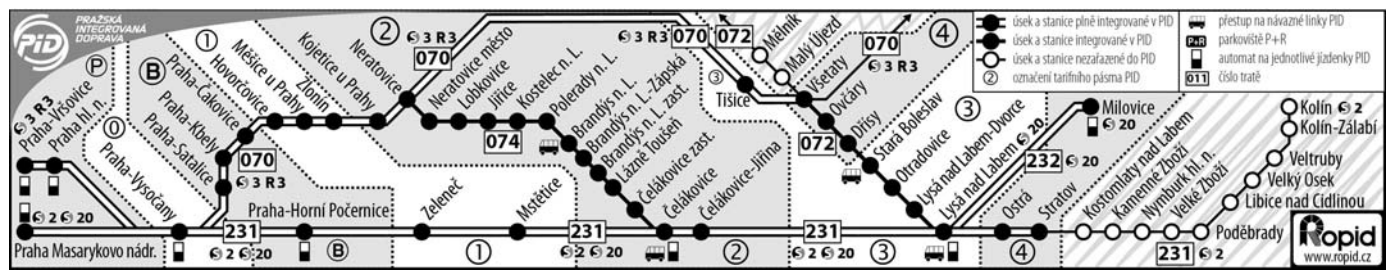 PiD
PRAŽSKÁ
INTEGROVANÁ
DOPRAVA
P
0
B
1
2
S 3 R3
Praha-Vršovice
Praha hl. n.
S 2 S 20
Praha Masarykovo nádr.
Praha-Vysočany
Praha-Satalice
Praha-Kbely
Praha-Čakovice
070
S 3 R3
Hovorčovice
Měšice u Prahy
Zlonín
Kojetice u Prahy
Neratovice
Neratovice město
S 3 R3
070
Lobkovice
Jiřice
Kostelec n. L.
Polerady n. L.
074
Brandýs n. L.
Brandýs n. L.-Zápská
Brandýs n. L. zast.
Lázně Toušeň
Čelákovice zast.
Čelákovice
Čelákovice-Jiřina
231
S 2 S 20
Praha-Horní Počernice
B
Zeleneč
1
Mstětice
231
S 2 S 20
2
S 3 R3
070
072
Mělník
Malý Újezd
3
Tišice
Všetaty
070
S 3 R3
4
Ovčáry
Dřísy
072
Stará Boleslav
Otradovice
3
Lysá nad Labem-Dvorce
Lysá nad Labem
S 20
231
S 2 S 20
3
232
S 20
Milovice
S 20
Ostrá
Stratov
4
Kostomlaty nad Labem
Kamenné Zboží
Nymburk hl. n.
Velké Zboží
231
S 2
Poděbrady
Libice nad Cidlinou
Velký Osek
Veltruby
Kolín-Zálabí
Kolín S 2
úsek a stanice plně integrované v PID
úsek a stanice integrované v PID
úsek a stanice nezařazené do PID
2 označení tarifního pásma PID
přestup na návazné linky PID
P+R parkoviště P+R
automat na jednotlivé jízdenky PID
011 číslo tratě
Ropid
www.ropid.cz